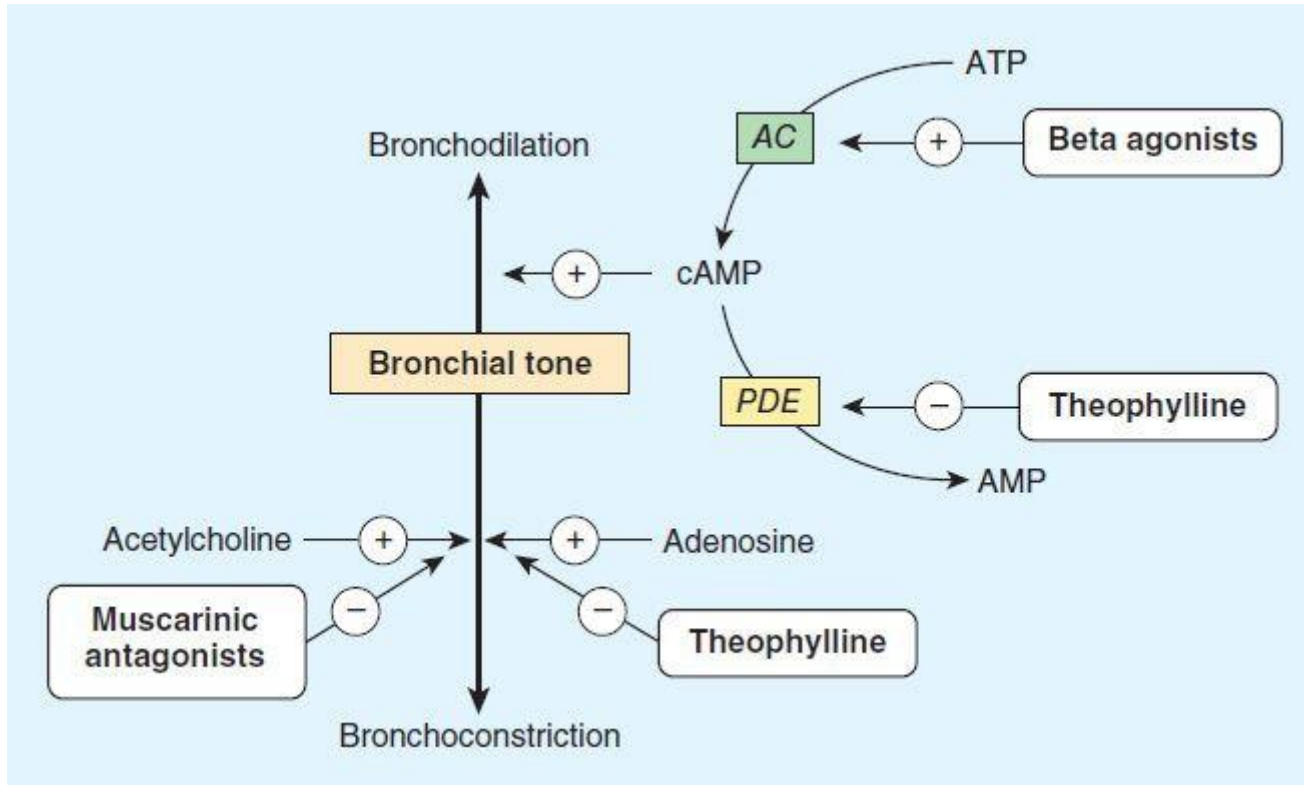 ATP
Bronchodilation
AC
+
Beta agonists
+
cAMP
Bronchial tone
PDE
−
Theophylline
AMP
Acetylcholine
+
+
Adenosine
Muscarinic
antagonists
−
−
Theophylline
Bronchoconstriction